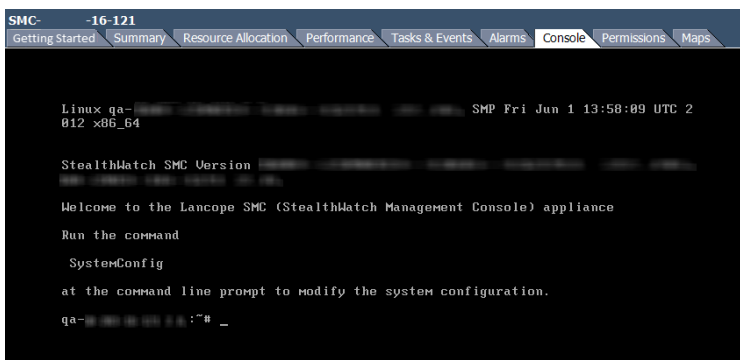 SMC- -16-121
Getting Started Summary Resource Allocation Performance Tasks & Events Alarms Console Permissions Maps
Linux qa- SMP Fri Jun 1 13:58:09 UTC 2
012 x86_64
StealthWatch SMC Version
Welcome to the Lancope SMC (StealthWatch Management Console) appliance
Run the command
SystemConfig
at the command line prompt to modify the system configuration.
qa- :~# _